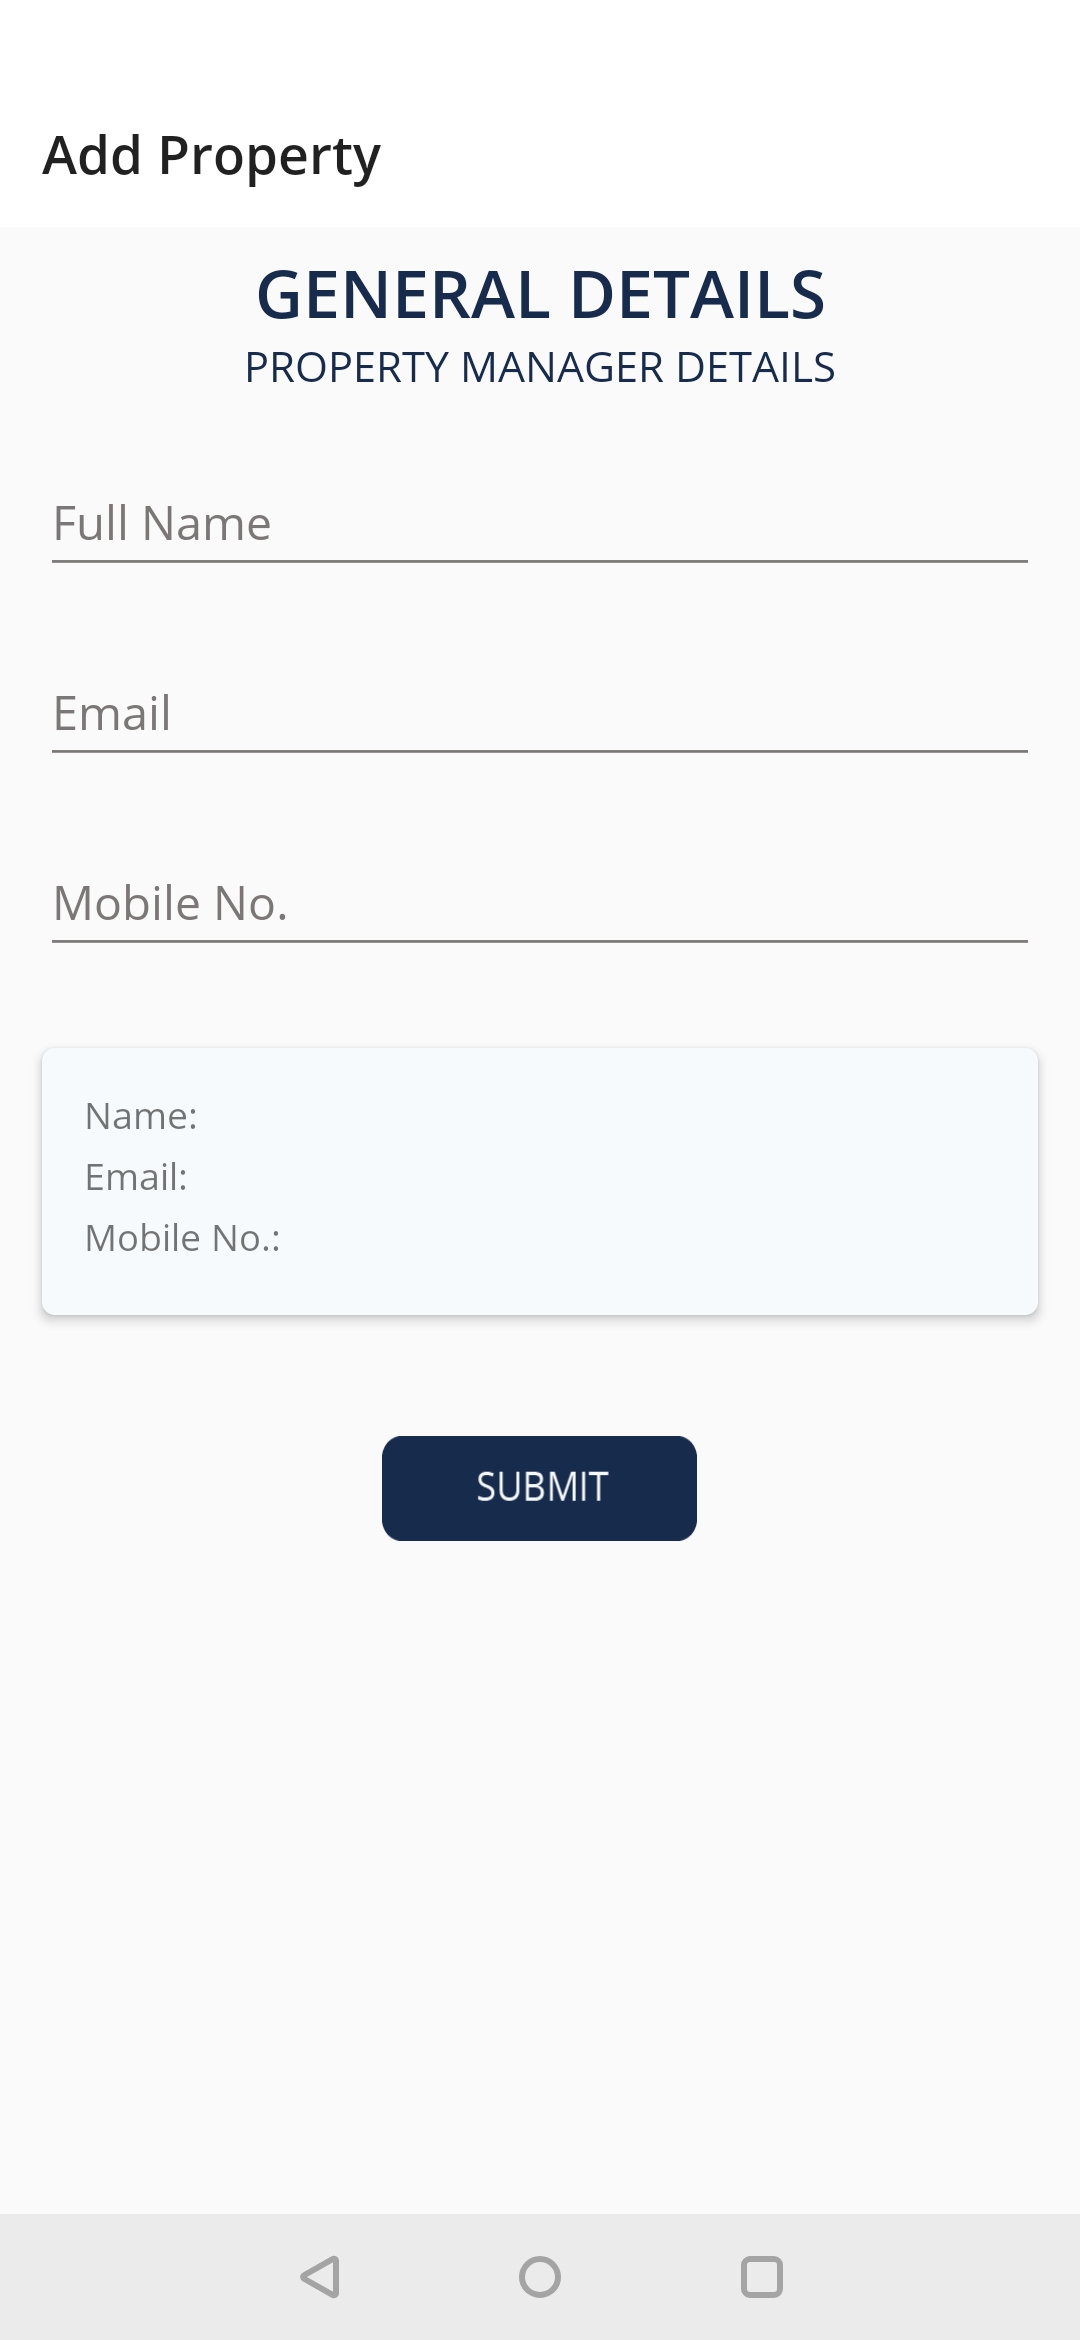 Add Property
GENERAL DETAILS
PROPERTY MANAGER DETAILS
Full Name
Email
Mobile No.
Name:
Email:
Mobile No.:
SUBMIT